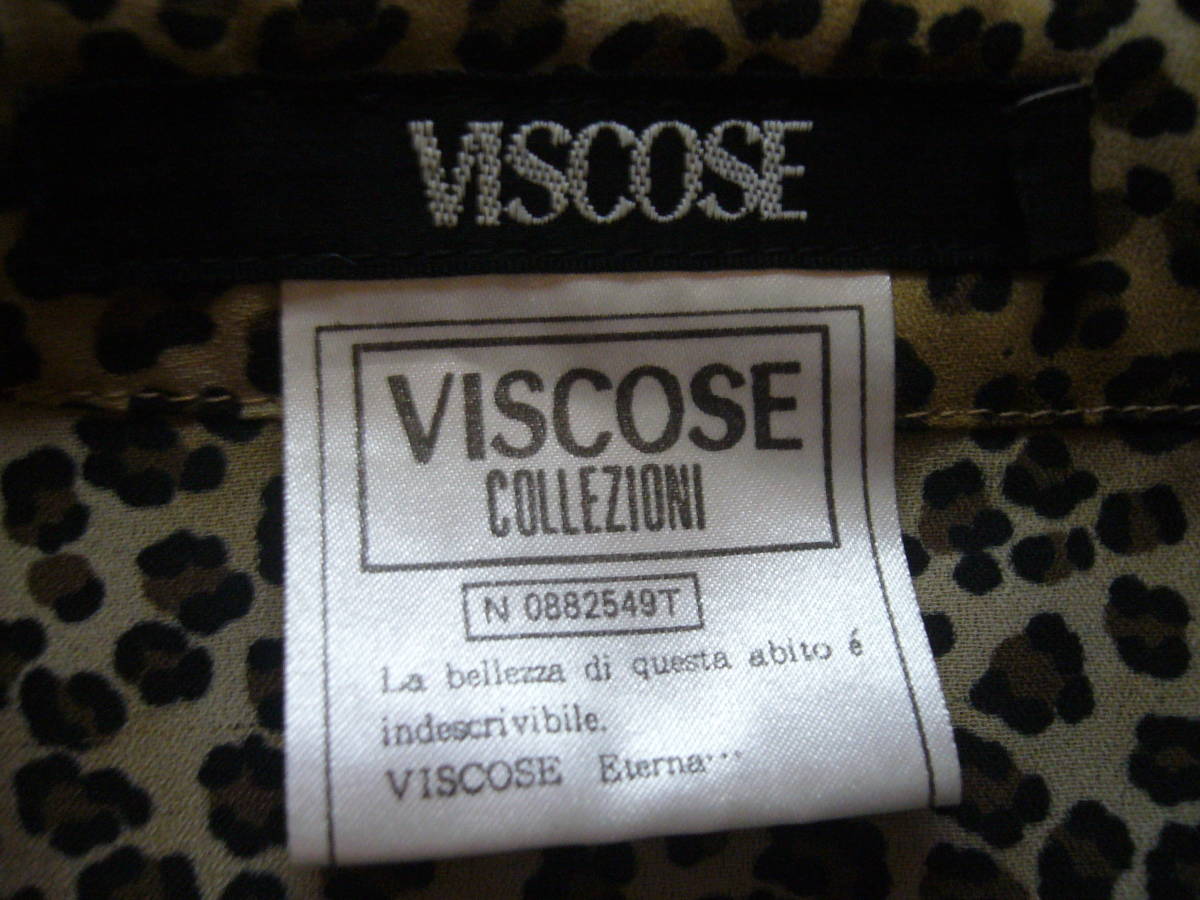 VISCOSE
VISCOSE
COLLEZIONI
N 0882549T
La bellezza di questa abito é
indescrivibile.
VISCOSE Eterna…